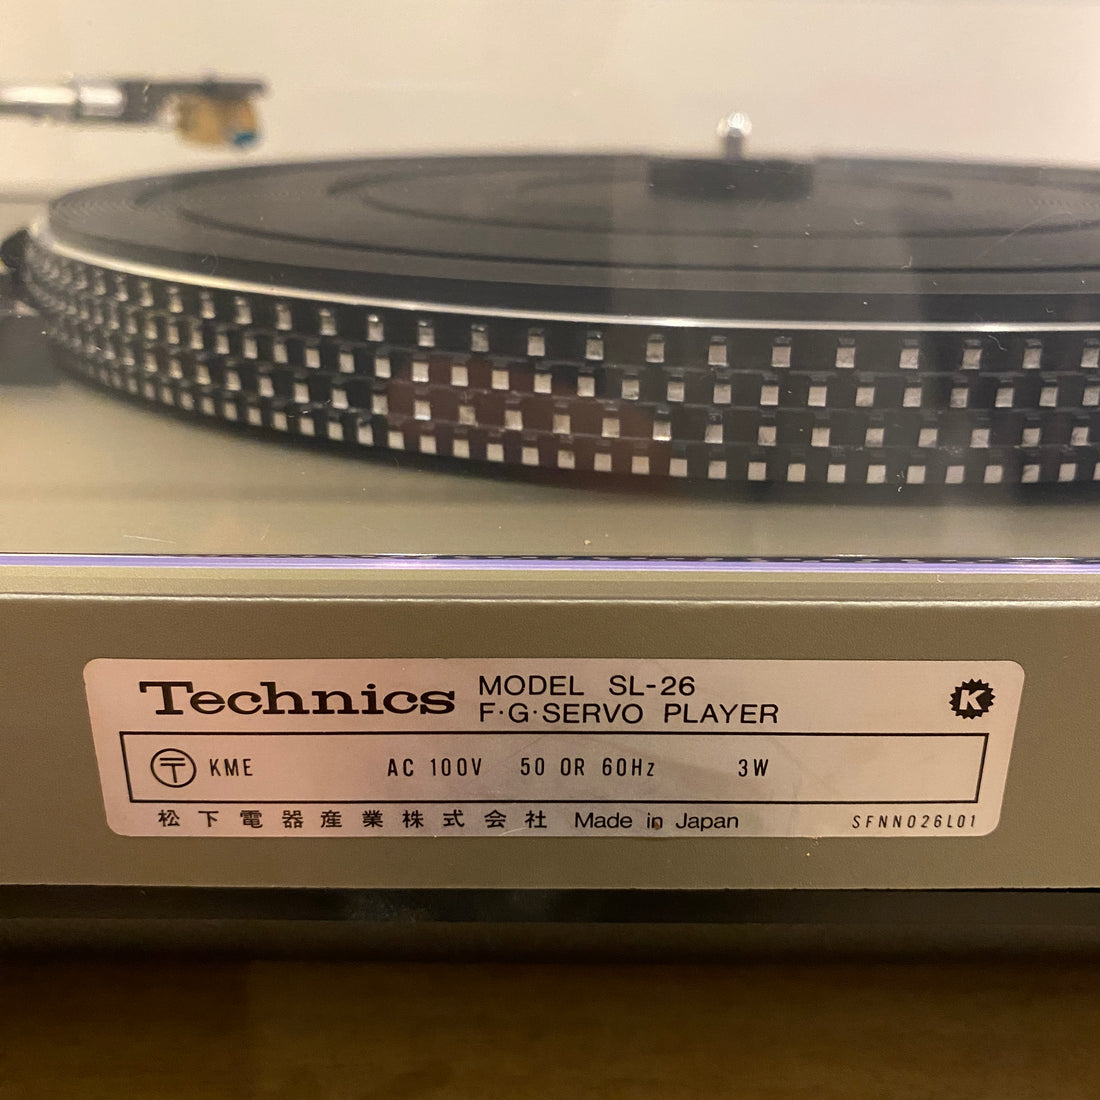 Technics MODEL SL-26
F·G·SERVO PLAYER
K
〒 KME AC 100V 50 OR 60Hz 3W
松下電器産業株式会社 Made in Japan SFNN026L01